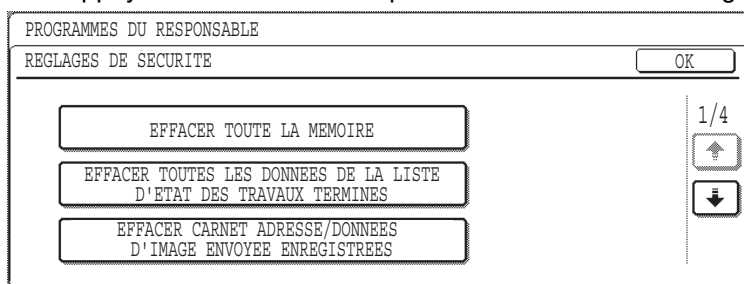 PROGRAMMES DU RESPONSABLE
REGLAGES DE SECURITE
OK
1/4
EFFACER TOUTE LA MEMOIRE
EFFACER TOUTES LES DONNEES DE LA LISTE
D'ETAT DES TRAVAUX TERMINES
EFFACER CARNET ADRESSE/DONNEES
D'IMAGE ENVOYEE ENREGISTREES